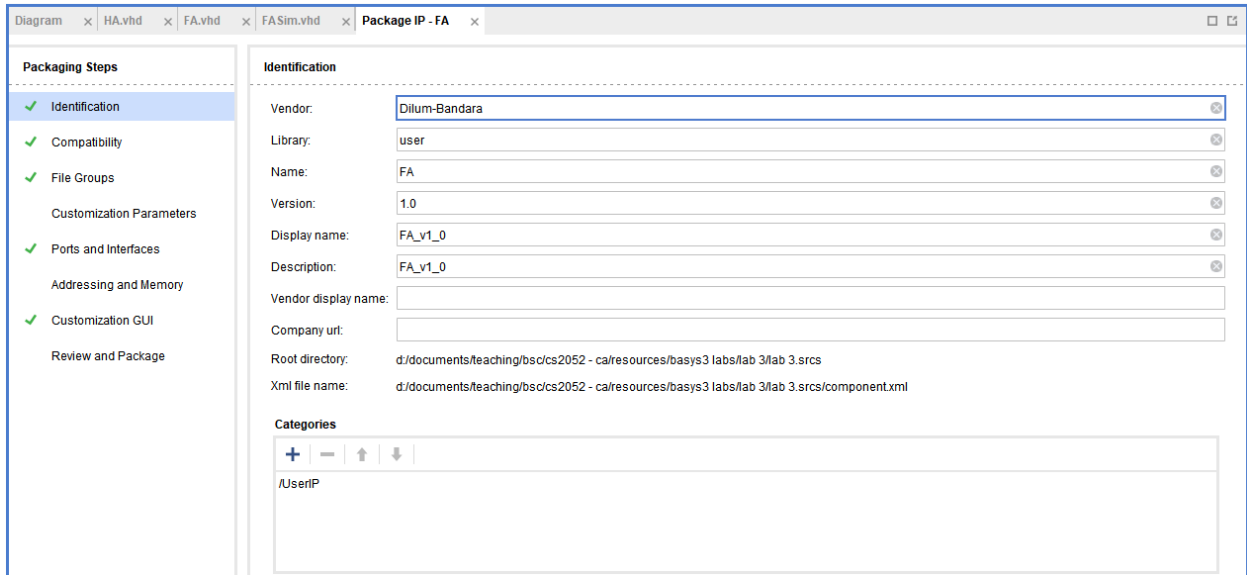 Diagram HA.vhd FA.vhd FASim.vhd Package IP - FA
Packaging Steps
Identification
Compatibility
File Groups
Customization Parameters
Ports and Interfaces
Addressing and Memory
Customization GUI
Review and Package
Identification
Vendor: Dilum-Bandara
Library: user
Name: FA
Version: 1.0
Display name: FA_v1_0
Description: FA_v1_0
Vendor display name:
Company url:
Root directory: d:/documents/teaching/bsc/cs2052 - ca/resources/basys3 labs/lab 3/lab 3.srcs
Xml file name: d:/documents/teaching/bsc/cs2052 - ca/resources/basys3 labs/lab 3/lab 3.srcs/component.xml
Categories
/UserIP